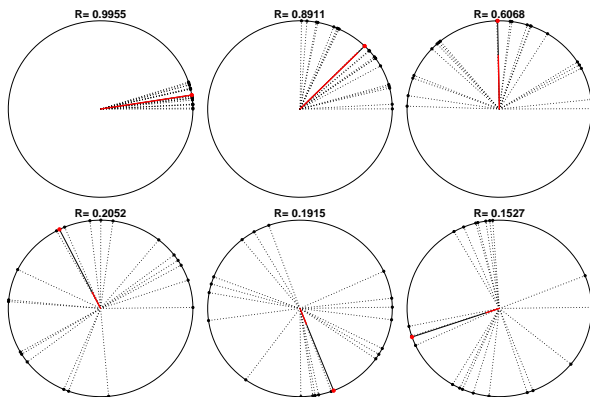 R= 0.9955
R= 0.8911
R= 0.6068
R= 0.2052
R= 0.1915
R= 0.1527